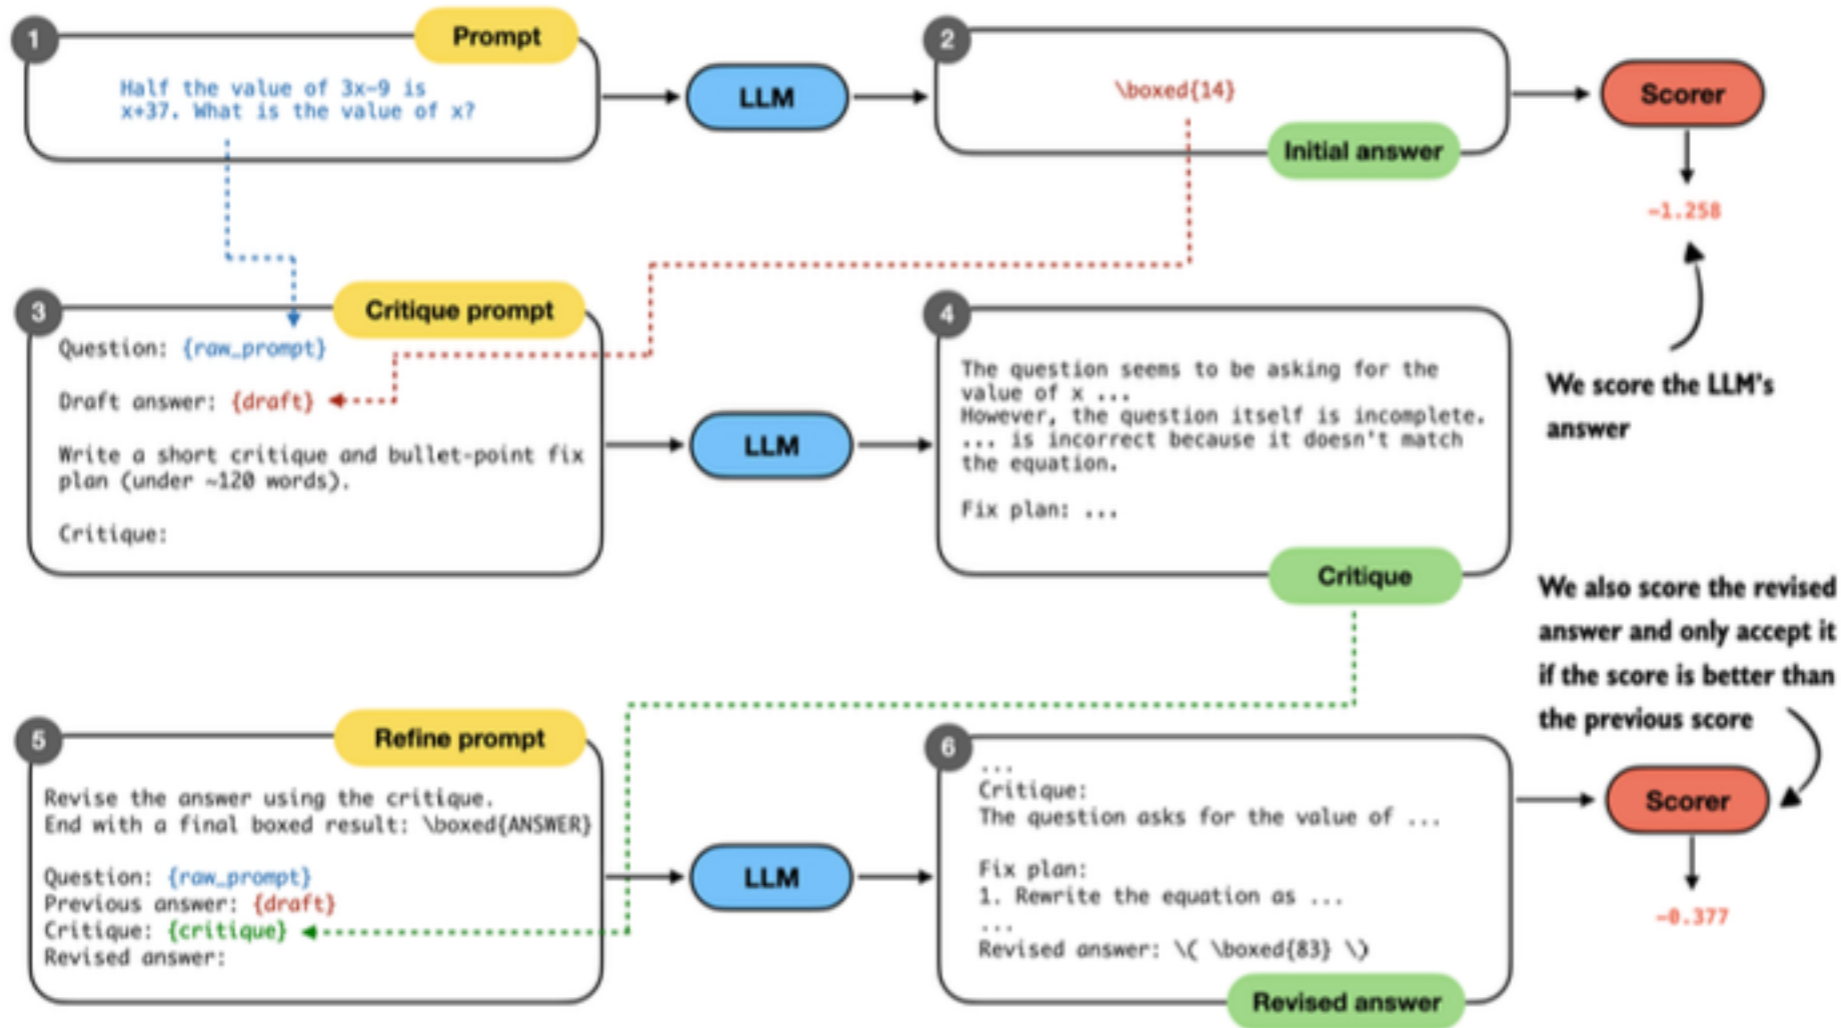 1
Prompt
Half the value of 3x-9 is
x+37. What is the value of x?
LLM
2
\boxed{14}
Initial answer
Scorer
-1.258
We score the LLM's
answer
3
Critique prompt
Question: {raw_prompt}
Draft answer: {draft}
Write a short critique and bullet-point fix
plan (under ~120 words).
Critique:
LLM
4
The question seems to be asking for the
value of x ...
However, the question itself is incomplete.
... is incorrect because it doesn't match
the equation.
Fix plan: ...
Critique
We also score the revised
answer and only accept it
if the score is better than
the previous score
5
Refine prompt
Revise the answer using the critique.
End with a final boxed result: \boxed{ANSWER}
Question: {raw_prompt}
Previous answer: {draft}
Critique: {critique}
Revised answer:
LLM
6
...
Critique:
The question asks for the value of ...
Fix plan:
1. Rewrite the equation as ...
...
Revised answer: \( \boxed{83} \)
Revised answer
Scorer
-0.377